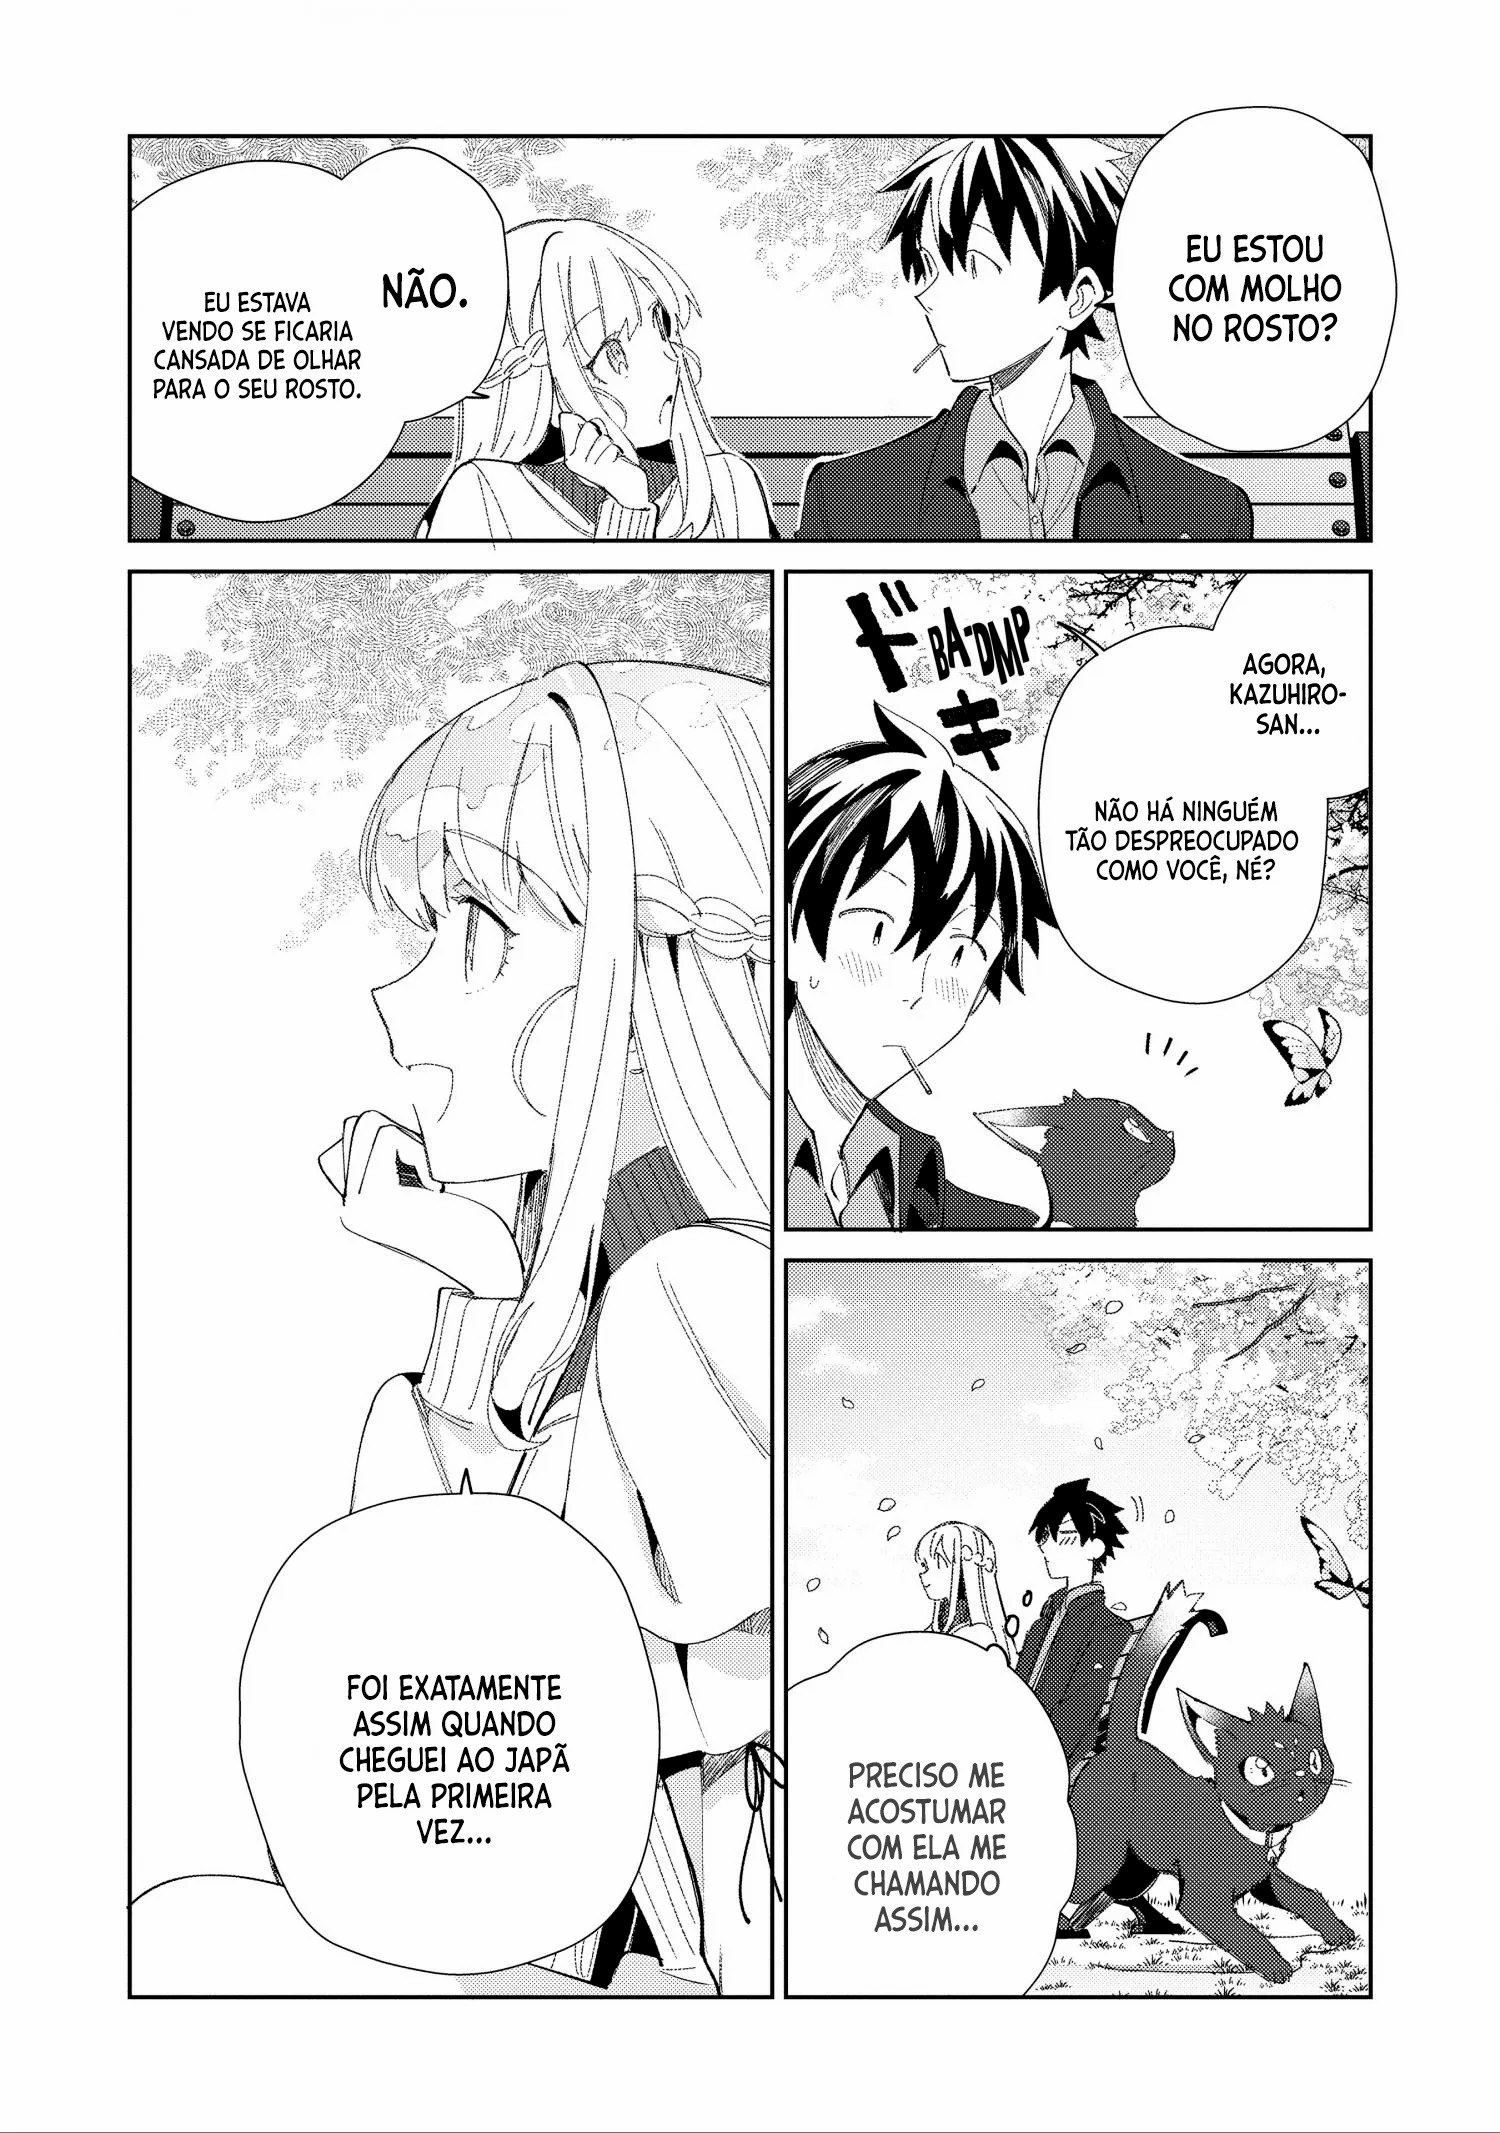 EU ESTOU
COM MOLHO
NO ROSTO?
NÃO.
EU ESTAVA
VENDO SE FICARIA
CANSADA DE OLHAR
PARA O SEU ROSTO.
AGORA,
KAZUHIRO-
SAN...
NÃO HÁ NINGUÉM
TÃO DESPREOCUPADO
COMO VOCÊ, NÉ?
ドキ
BA-DMP
PRECISO ME
ACOSTUMAR
COM ELA ME
CHAMANDO
ASSIM...
FOI EXATAMENTE
ASSIM QUANDO
CHEGUEI AO JAPÃ
PELA PRIMEIRA
VEZ...